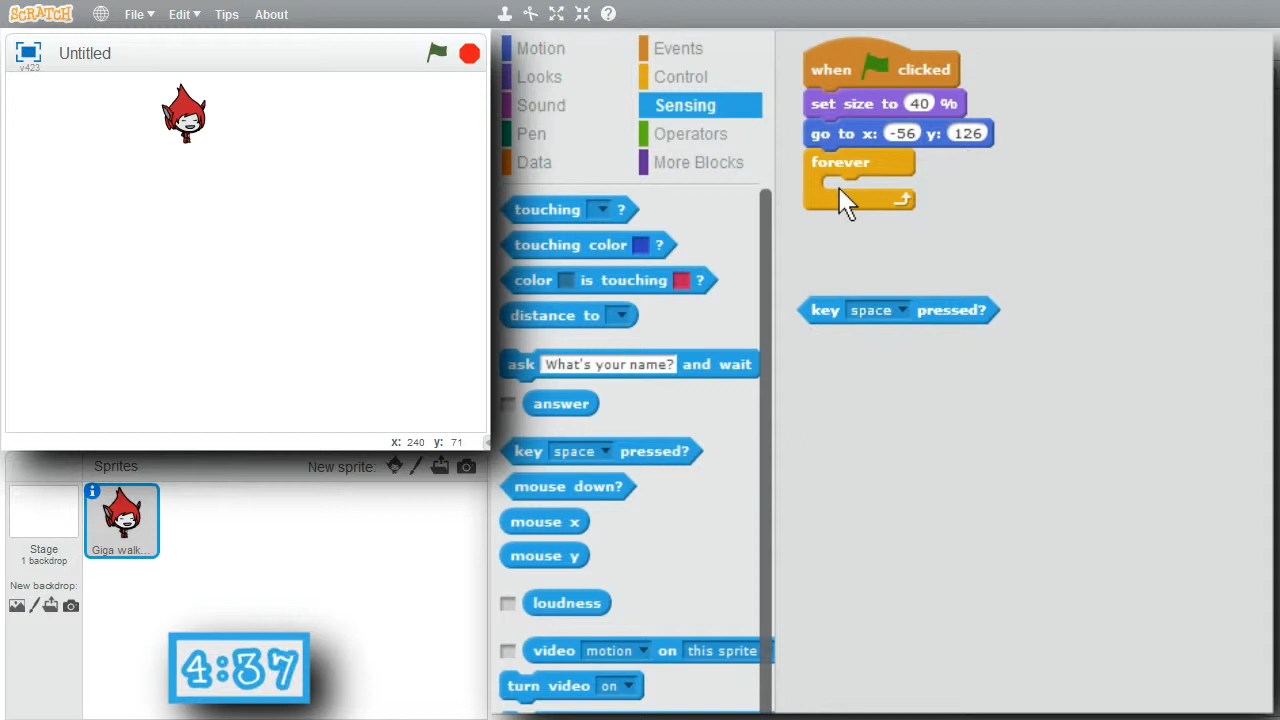 SCRATCH File Edit Tips About
Untitled
v423
x: 240 y: 71
Sprites New sprite:
Stage
1 backdrop
New backdrop:
Giga walk...
4:37
Motion Events
Looks Control
Sound Sensing
Pen Operators
Data More Blocks
touching ?
touching color ?
color is touching ?
distance to
ask What's your name? and wait
answer
key space pressed?
mouse down?
mouse x
mouse y
loudness
video motion on this sprite
turn video on
when clicked
set size to 40 %
go to x: -56 y: 126
forever
key space pressed?